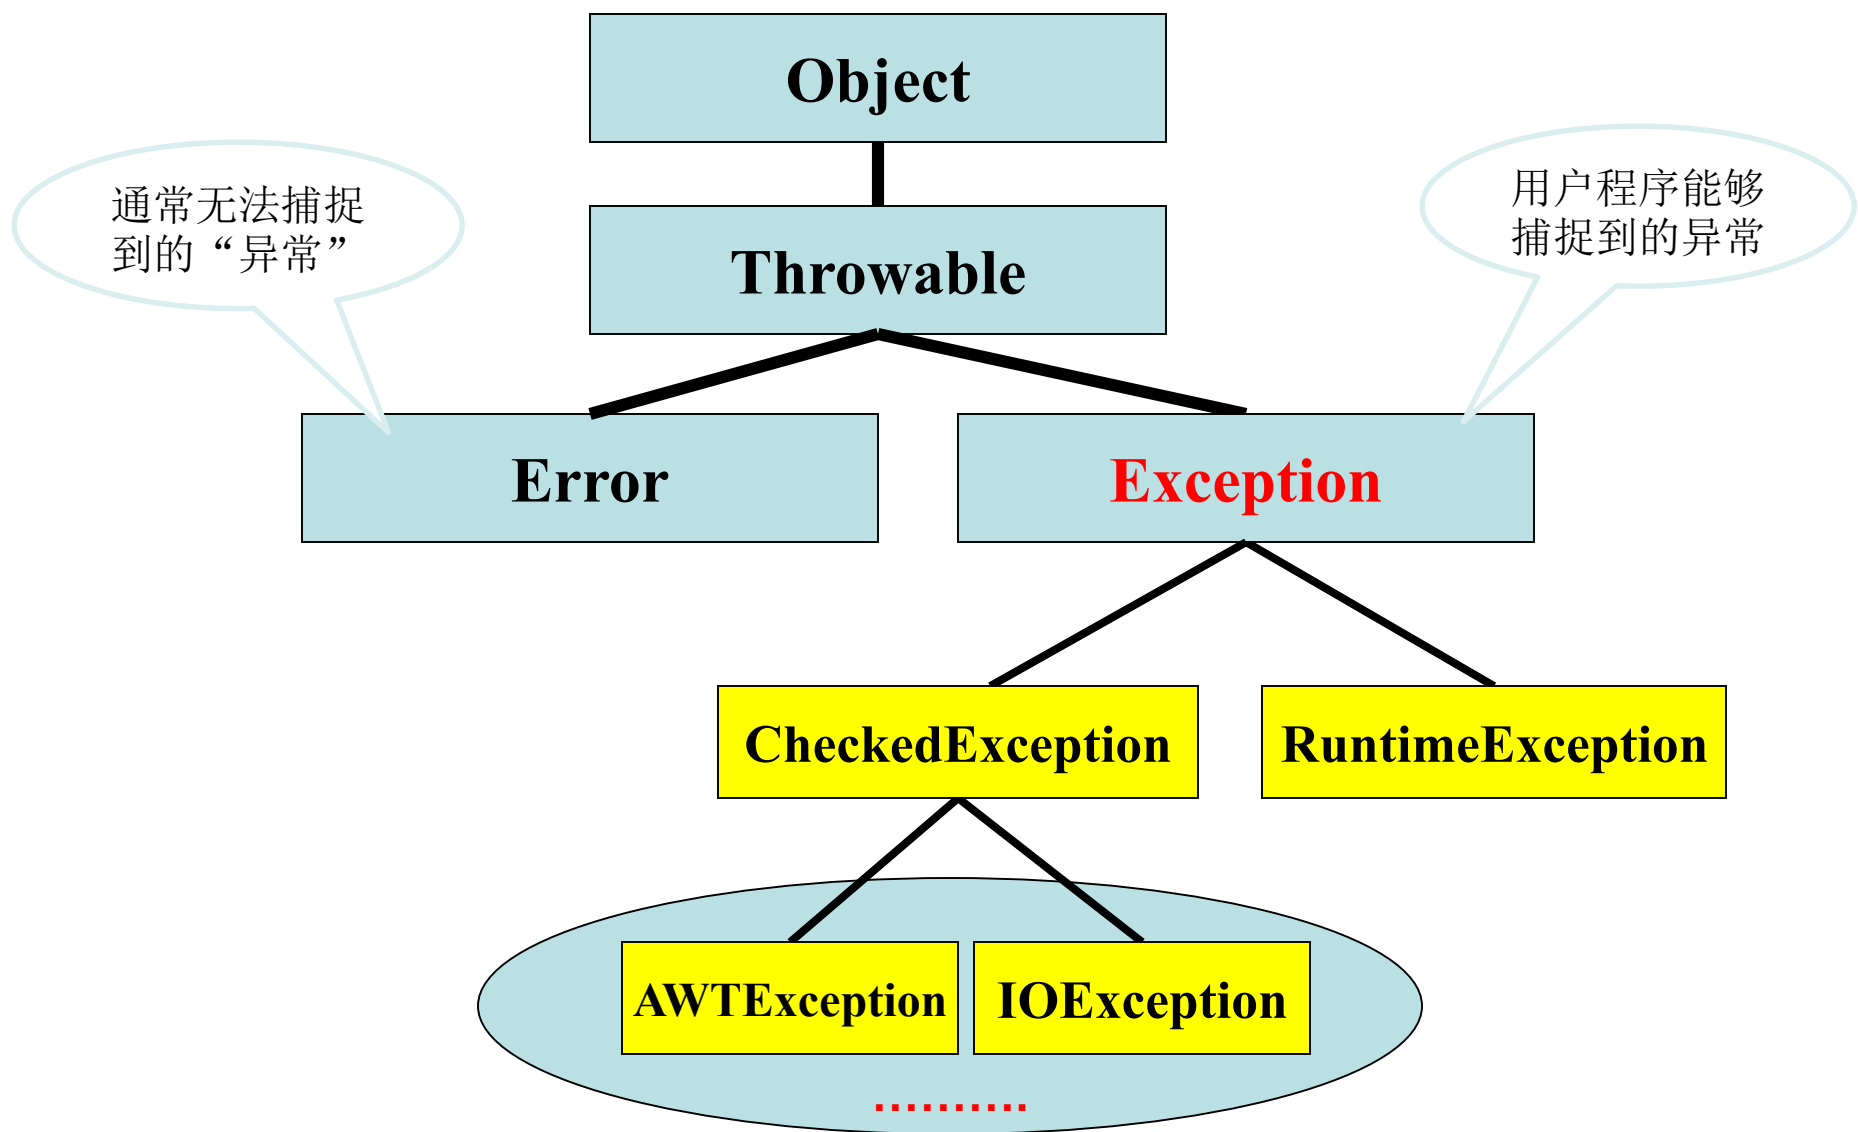 Object
通常无法捕捉
到的“异常”
用户程序能够
捕捉到的异常
Throwable
Error
Exception
CheckedException
RuntimeException
AWTException
IOException
..........